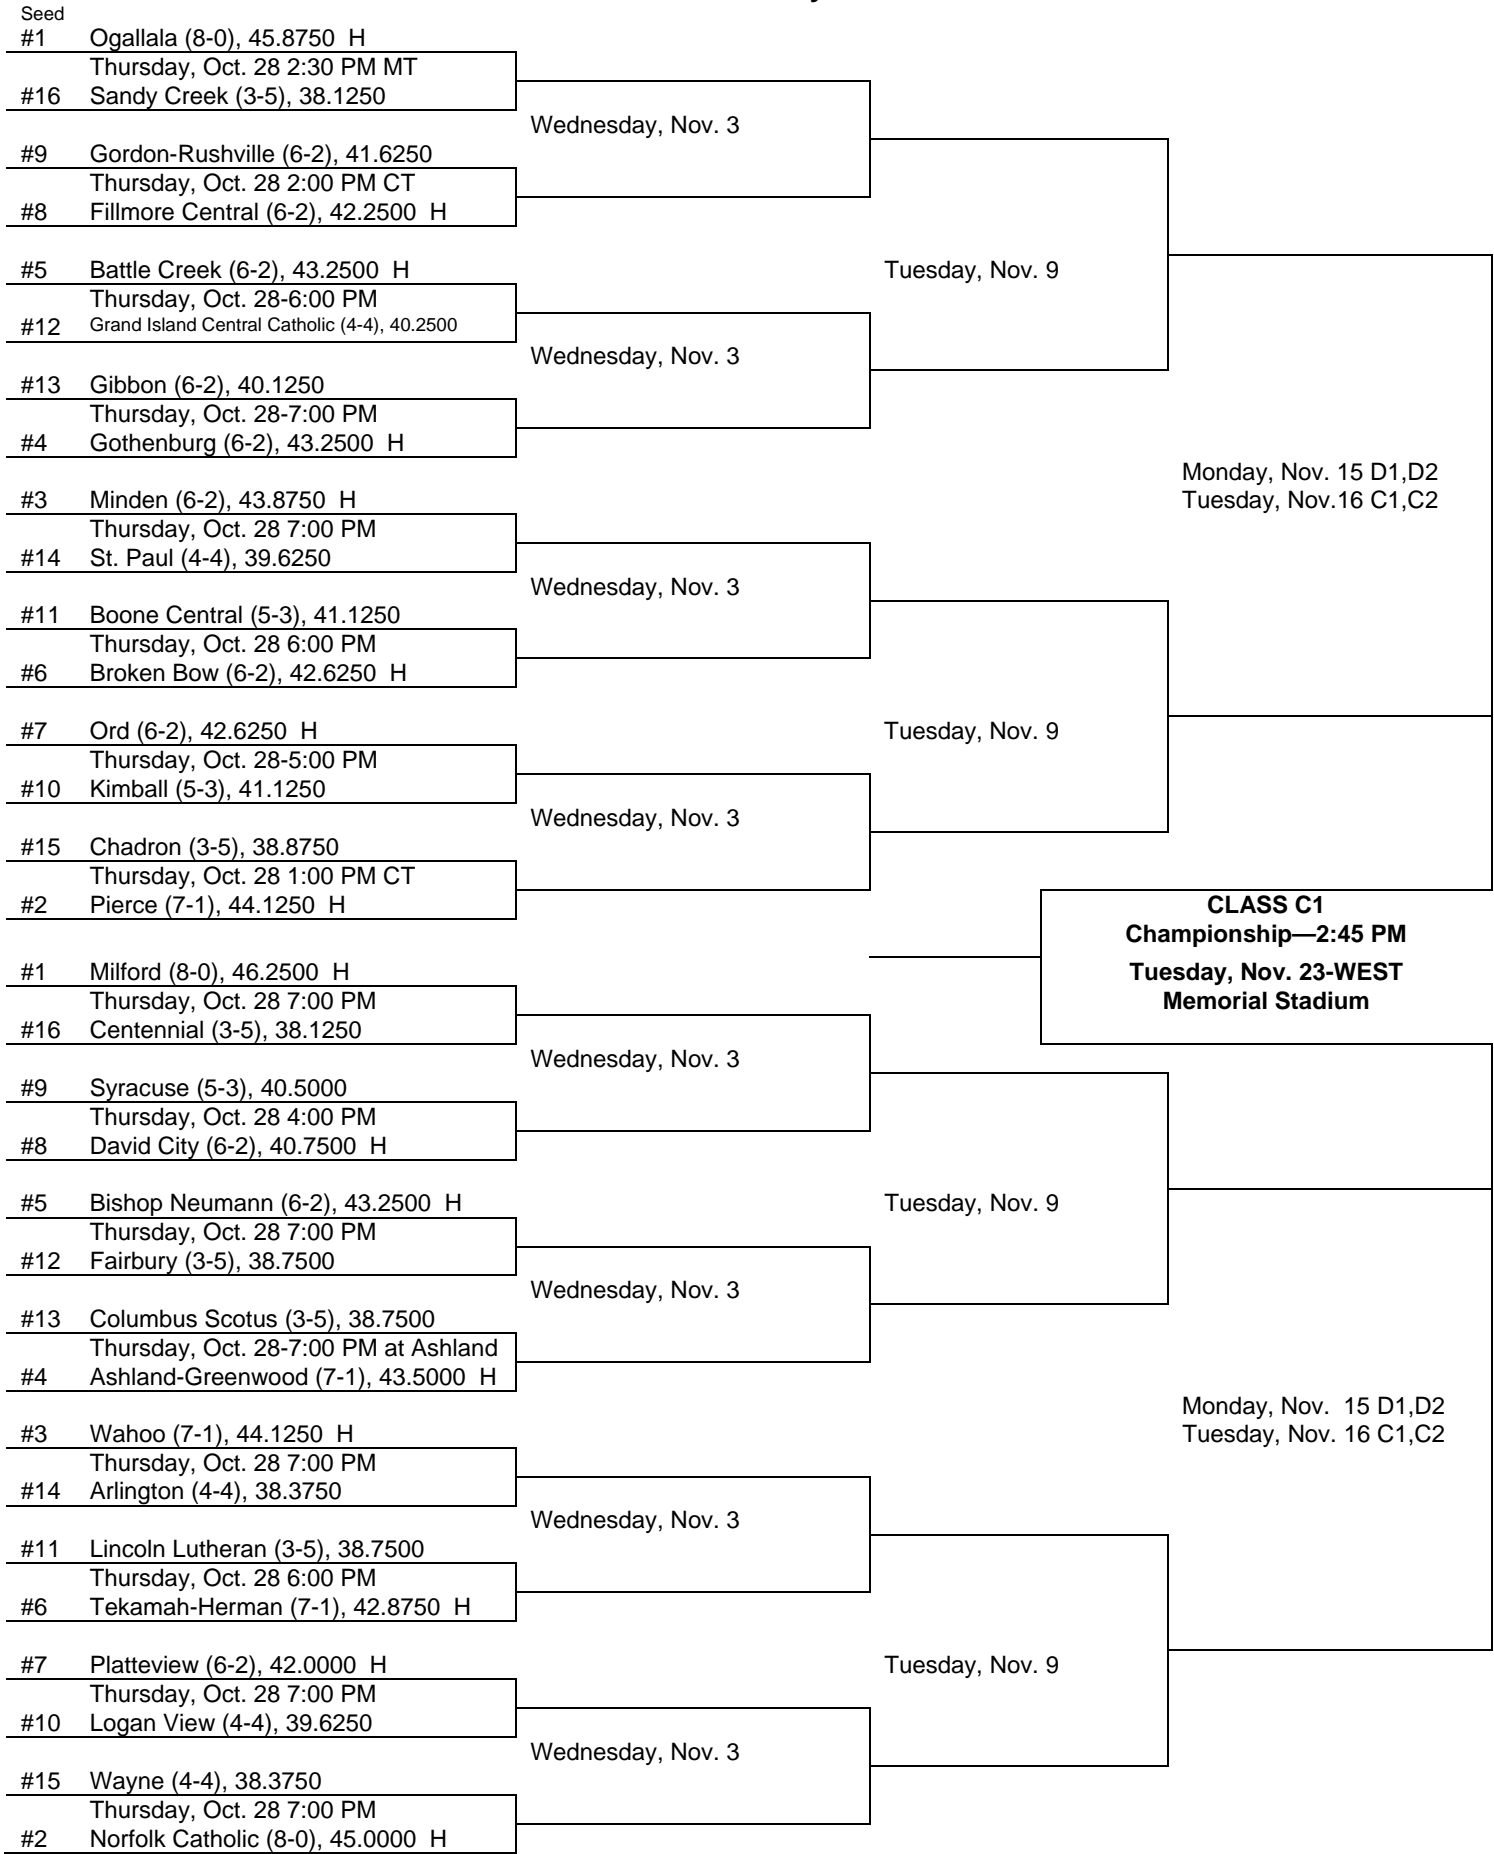 Seed
#1 Ogallala (8-0), 45.8750 H
Thursday, Oct. 28 2:30 PM MT
#16 Sandy Creek (3-5), 38.1250
Wednesday, Nov. 3
#9 Gordon-Rushville (6-2), 41.6250
Thursday, Oct. 28 2:00 PM CT
#8 Fillmore Central (6-2), 42.2500 H
#5 Battle Creek (6-2), 43.2500 H
Tuesday, Nov. 9
Thursday, Oct. 28-6:00 PM
#12 Grand Island Central Catholic (4-4), 40.2500
Wednesday, Nov. 3
#13 Gibbon (6-2), 40.1250
Thursday, Oct. 28-7:00 PM
#4 Gothenburg (6-2), 43.2500 H
Monday, Nov. 15 D1,D2
Tuesday, Nov.16 C1,C2
#3 Minden (6-2), 43.8750 H
Thursday, Oct. 28 7:00 PM
#14 St. Paul (4-4), 39.6250
Wednesday, Nov. 3
#11 Boone Central (5-3), 41.1250
Thursday, Oct. 28 6:00 PM
#6 Broken Bow (6-2), 42.6250 H
#7 Ord (6-2), 42.6250 H
Tuesday, Nov. 9
Thursday, Oct. 28-5:00 PM
#10 Kimball (5-3), 41.1250
Wednesday, Nov. 3
#15 Chadron (3-5), 38.8750
Thursday, Oct. 28 1:00 PM CT
#2 Pierce (7-1), 44.1250 H
CLASS C1
Championship—2:45 PM
Tuesday, Nov. 23-WEST
Memorial Stadium
#1 Milford (8-0), 46.2500 H
Thursday, Oct. 28 7:00 PM
#16 Centennial (3-5), 38.1250
Wednesday, Nov. 3
#9 Syracuse (5-3), 40.5000
Thursday, Oct. 28 4:00 PM
#8 David City (6-2), 40.7500 H
#5 Bishop Neumann (6-2), 43.2500 H
Tuesday, Nov. 9
Thursday, Oct. 28 7:00 PM
#12 Fairbury (3-5), 38.7500
Wednesday, Nov. 3
#13 Columbus Scotus (3-5), 38.7500
Thursday, Oct. 28-7:00 PM at Ashland
#4 Ashland-Greenwood (7-1), 43.5000 H
Monday, Nov. 15 D1,D2
Tuesday, Nov. 16 C1,C2
#3 Wahoo (7-1), 44.1250 H
Thursday, Oct. 28 7:00 PM
#14 Arlington (4-4), 38.3750
Wednesday, Nov. 3
#11 Lincoln Lutheran (3-5), 38.7500
Thursday, Oct. 28 6:00 PM
#6 Tekamah-Herman (7-1), 42.8750 H
#7 Platteview (6-2), 42.0000 H
Tuesday, Nov. 9
Thursday, Oct. 28 7:00 PM
#10 Logan View (4-4), 39.6250
Wednesday, Nov. 3
#15 Wayne (4-4), 38.3750
Thursday, Oct. 28 7:00 PM
#2 Norfolk Catholic (8-0), 45.0000 H